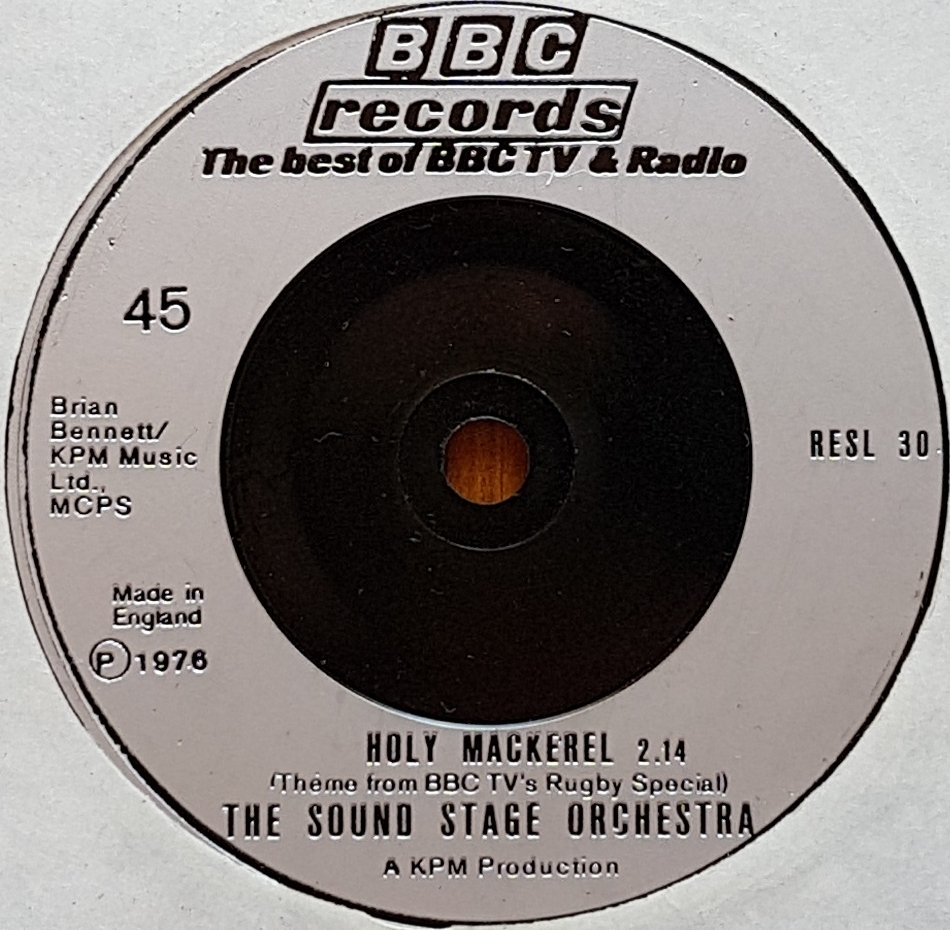 BBC
records
The best of BBC TV & Radio
45
Brian
Bennett/
KPM Music
Ltd.,
MCPS
RESL 30
Made in
England
Ⓟ 1976
HOLY MACKEREL 2.14
(Theme from BBC TV's Rugby Special)
THE SOUND STAGE ORCHESTRA
A KPM Production